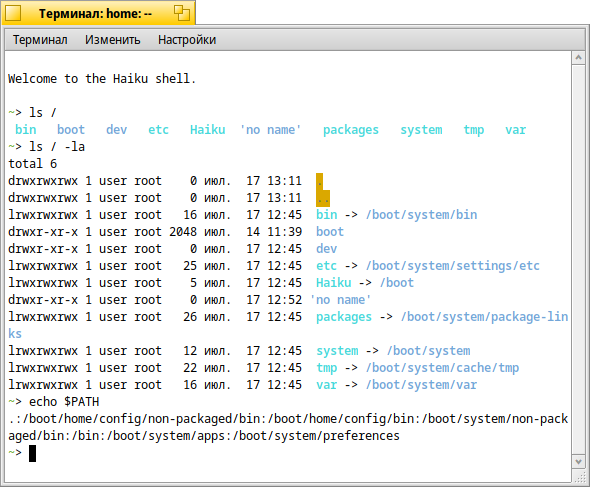 Терминал: home: --
Терминал Изменить Настройки
Welcome to the Haiku shell.
~> ls /
bin boot dev etc Haiku 'no name' packages system tmp var
~> ls / -la
total 6
drwxrwxrwx 1 user root 0 июл. 17 13:11 .
drwxrwxrwx 1 user root 0 июл. 17 13:11 ..
lrwxrwxrwx 1 user root 16 июл. 17 12:45 bin -> /boot/system/bin
drwxr-xr-x 1 user root 2048 июл. 14 11:39 boot
drwxr-xr-x 1 user root 0 июл. 17 12:45 dev
lrwxrwxrwx 1 user root 25 июл. 17 12:45 etc -> /boot/system/settings/etc
lrwxrwxrwx 1 user root 5 июл. 17 12:45 Haiku -> /boot
drwxr-xr-x 1 user root 0 июл. 17 12:52 'no name'
lrwxrwxrwx 1 user root 26 июл. 17 12:45 packages -> /boot/system/package-lin
ks
lrwxrwxrwx 1 user root 12 июл. 17 12:45 system -> /boot/system
lrwxrwxrwx 1 user root 22 июл. 17 12:45 tmp -> /boot/system/cache/tmp
lrwxrwxrwx 1 user root 16 июл. 17 12:45 var -> /boot/system/var
~> echo $PATH
.:/boot/home/config/non-packaged/bin:/boot/home/config/bin:/boot/system/non-pack
aged/bin:/bin:/boot/system/apps:/boot/system/preferences
~>